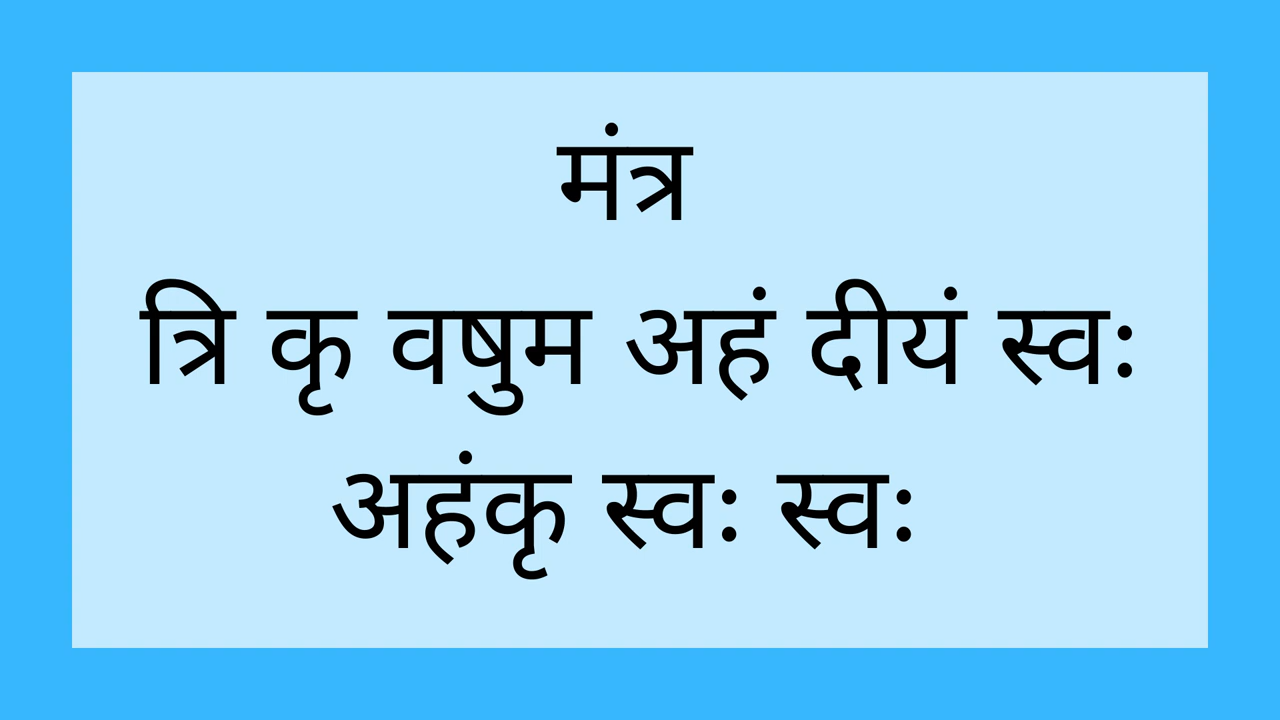 मंत्र
त्रि कृ वषुम अहं दीयं स्वः
अहंकृ स्वः स्वः